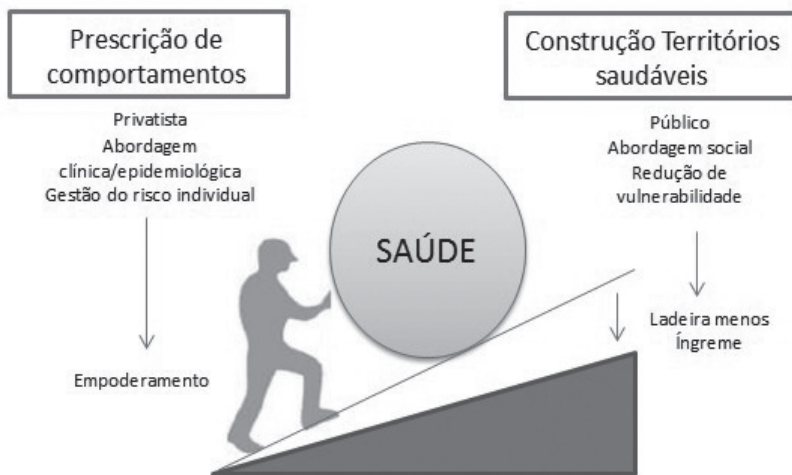 Prescrição de
comportamentos
Privatista
Abordagem
clínica/epidemiológica
Gestão do risco individual
Empoderamento
SAÚDE
Construção Territórios
saudáveis
Público
Abordagem social
Redução de
vulnerabilidade
Ladeira menos
Íngreme